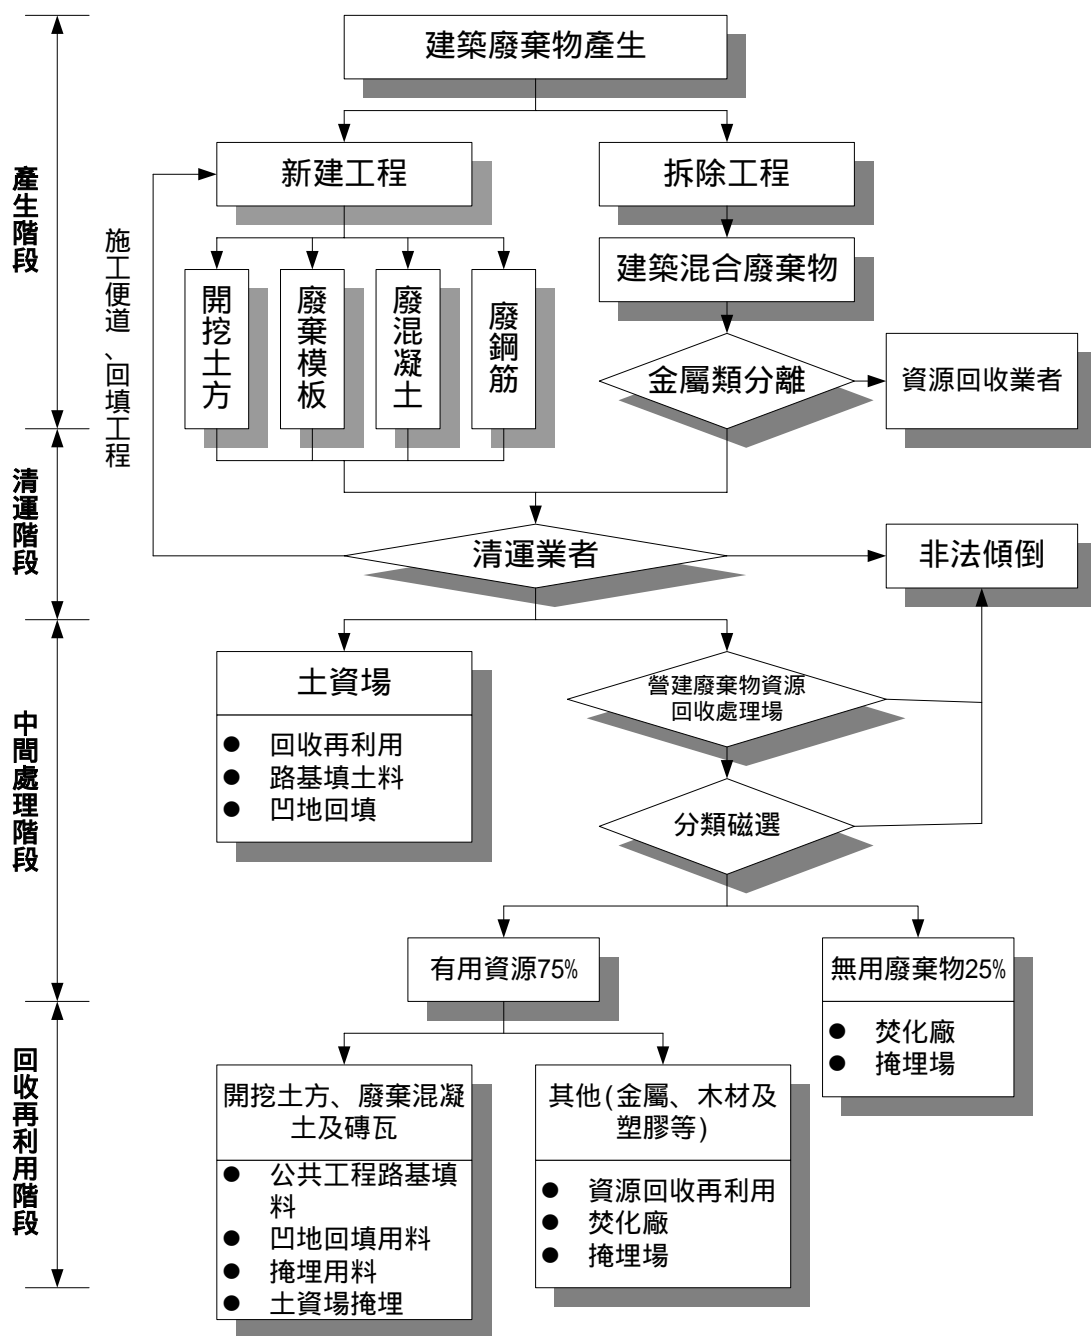 建築廢棄物產生
新建工程
拆除工程
產生階段
施工便道、回填工程
開挖土方
廢棄模板
廢混凝土
廢鋼筋
建築混合廢棄物
金屬類分離
資源回收業者
清運階段
清運業者
非法傾倒
中間處理階段
土資場
● 回收再利用
● 路基填土料
● 凹地回填
營建廢棄物資源
回收處理場
分類磁選
有用資源75%
無用廢棄物25%
● 焚化廠
● 掩埋場
回收再利用階段
開挖土方、廢棄混凝
土及磚瓦
● 公共工程路基填
料
● 凹地回填用料
● 掩埋用料
● 土資場掩埋
其他(金屬、木材及
塑膠等)
● 資源回收再利用
● 焚化廠
● 掩埋場